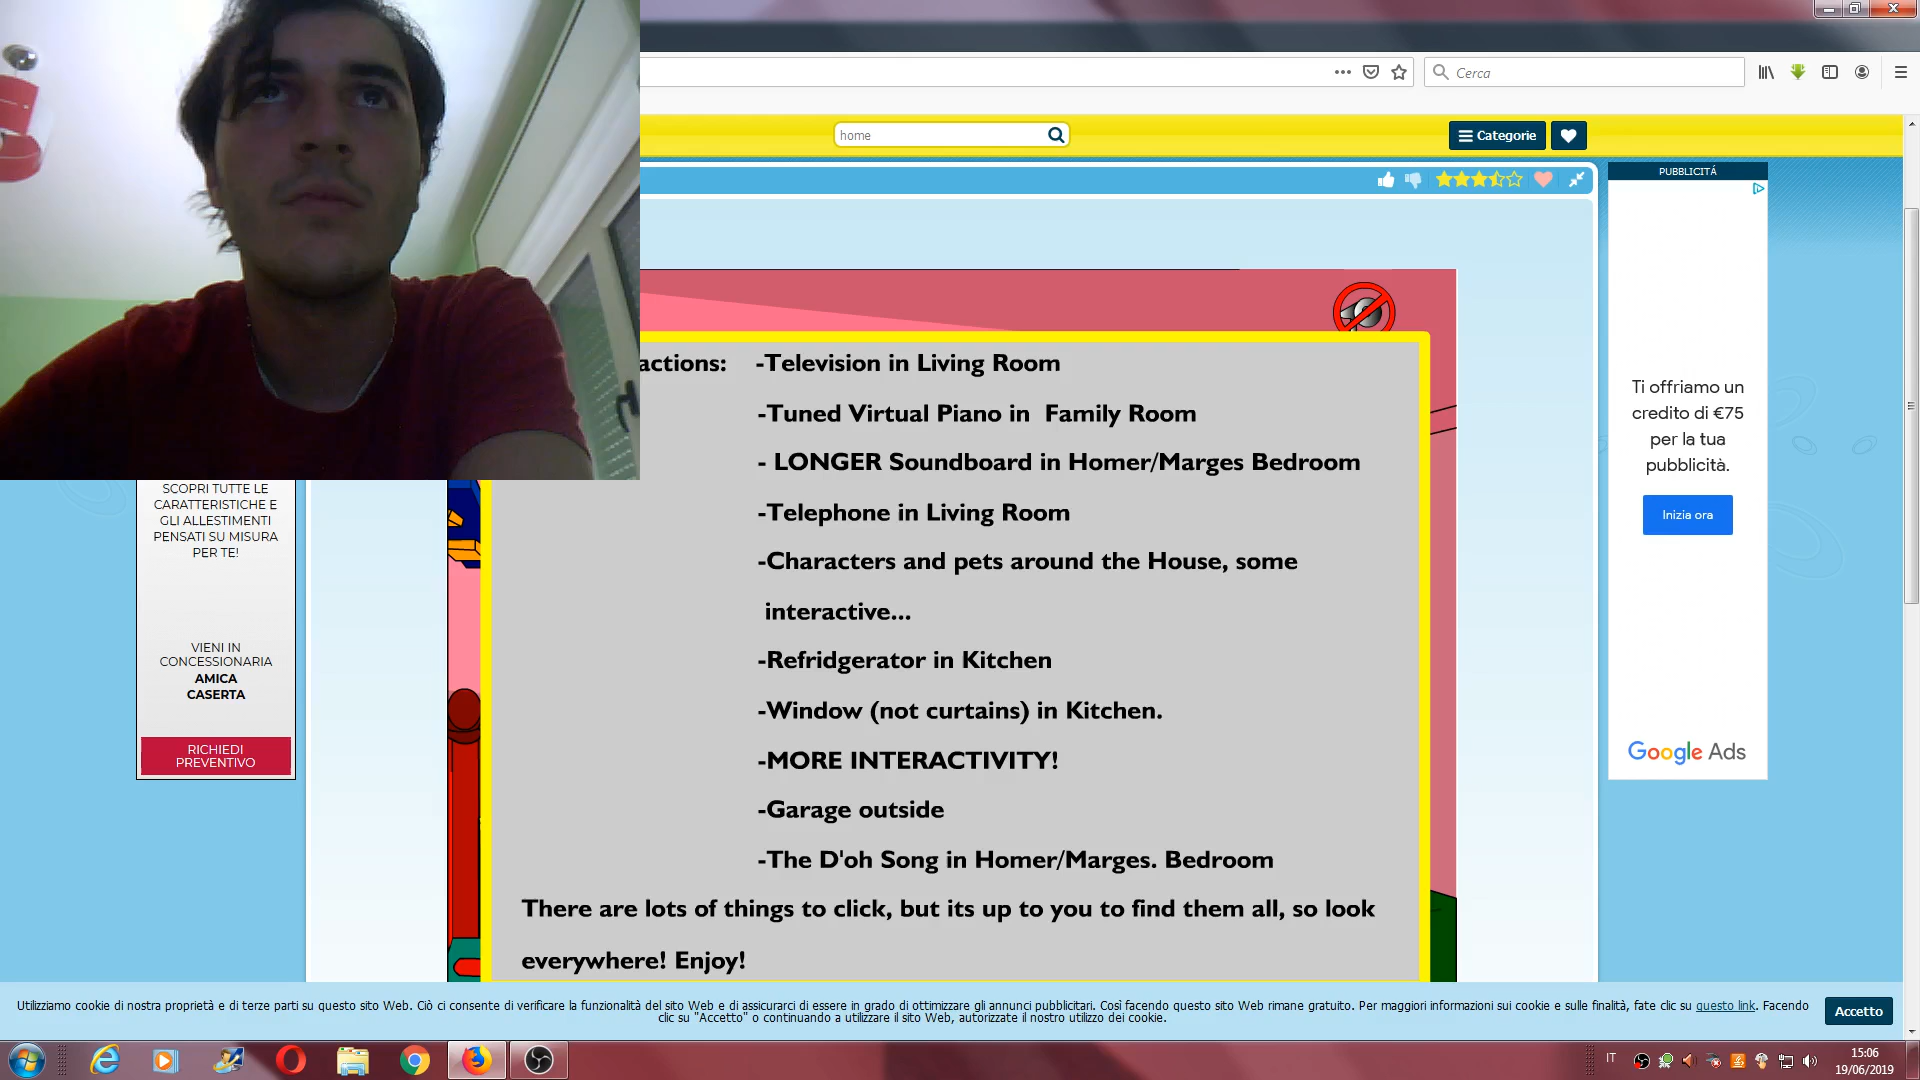 Cerca
home
Categorie
PUBBLICITÁ
actions: -Television in Living Room
-Tuned Virtual Piano in Family Room
- LONGER Soundboard in Homer/Marges Bedroom
-Telephone in Living Room
-Characters and pets around the House, some
interactive...
-Refridgerator in Kitchen
-Window (not curtains) in Kitchen.
-MORE INTERACTIVITY!
-Garage outside
-The D'oh Song in Homer/Marges. Bedroom
There are lots of things to click, but its up to you to find them all, so look
everywhere! Enjoy!
SCOPRI TUTTE LE
CARATTERISTICHE E
GLI ALLESTIMENTI
PENSATI SU MISURA
PER TE!
VIENI IN
CONCESSIONARIA
AMICA
CASERTA
RICHIEDI
PREVENTIVO
Ti offriamo un
credito di €75
per la tua
pubblicità.
Inizia ora
Google Ads
Utilizziamo cookie di nostra proprietà e di terze parti su questo sito Web. Ciò ci consente di verificare la funzionalità del sito Web e di assicurarci di essere in grado di ottimizzare gli annunci pubblicitari. Così facendo questo sito Web rimane gratuito. Per maggiori informazioni sui cookie e sulle finalità, fate clic su questo link. Facendo
clic su "Accetto" o continuando a utilizzare il sito Web, autorizzate il nostro utilizzo dei cookie.
Accetto
IT
15:06
19/06/2019